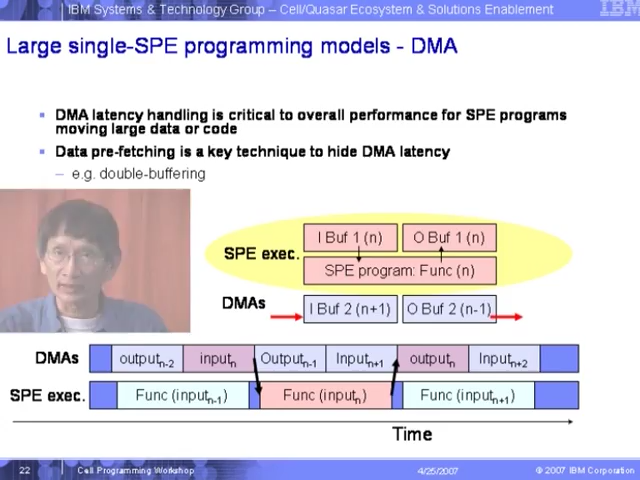 IBM Systems & Technology Group – Cell/Quasar Ecosystem & Solutions Enablement
IBM
Large single-SPE programming models - DMA
DMA latency handling is critical to overall performance for SPE programs
moving large data or code
Data pre-fetching is a key technique to hide DMA latency
– e.g. double-buffering
I Buf 1 (n) O Buf 1 (n)
SPE exec.
SPE program: Func (n)
DMAs I Buf 2 (n+1) O Buf 2 (n-1)
DMAs outputn-2 inputn Outputn-1 Inputn+1 outputn Inputn+2
SPE exec. Func (inputn-1) Func (inputn) Func (inputn+1)
Time
22 Cell Programming Workshop 4/25/2007 © 2007 IBM Corporation